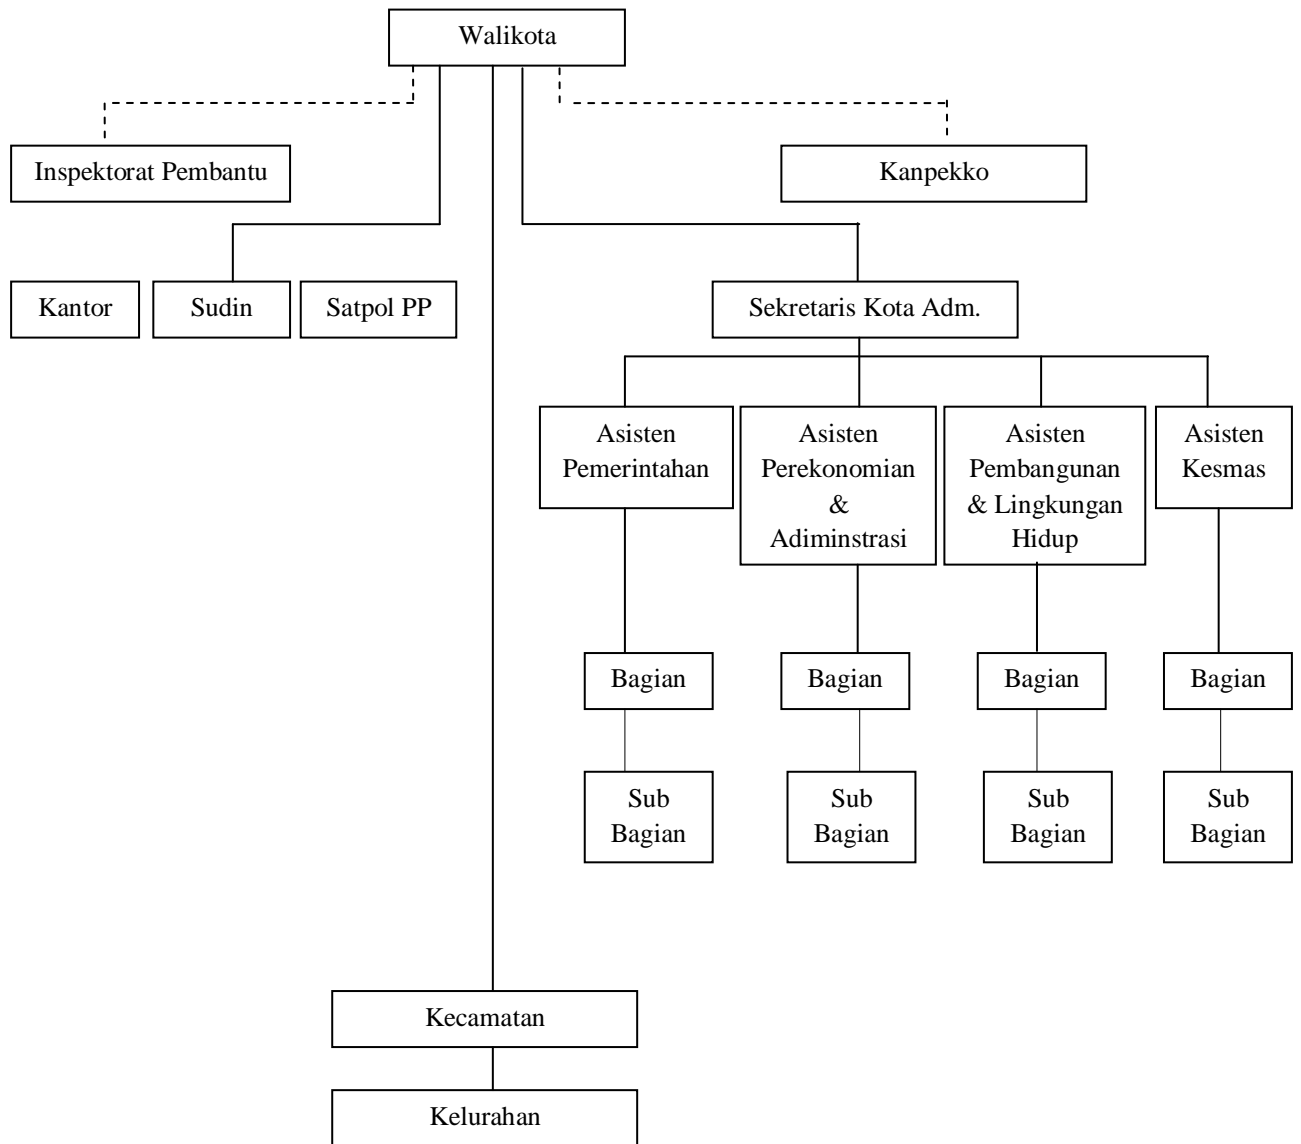 Walikota
Inspektorat Pembantu
Kanpekko
Kantor
Sudin
Satpol PP
Sekretaris Kota Adm.
Asisten
Pemerintahan
Asisten
Perekonomian
&
Adiminstrasi
Asisten
Pembangunan
& Lingkungan
Hidup
Asisten
Kesmas
Bagian
Bagian
Bagian
Bagian
Sub
Bagian
Sub
Bagian
Sub
Bagian
Sub
Bagian
Kecamatan
Kelurahan